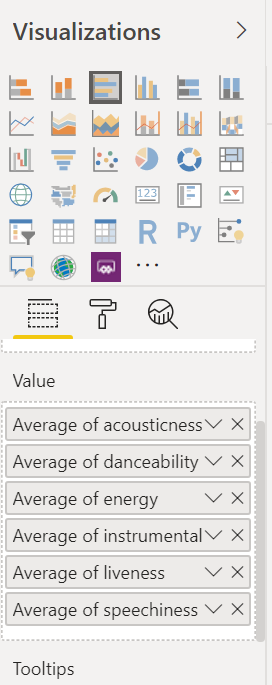 Visualizations
123
R
Py
Value
Average of acousticness
Average of danceability
Average of energy
Average of instrumental
Average of liveness
Average of speechiness
Tooltips